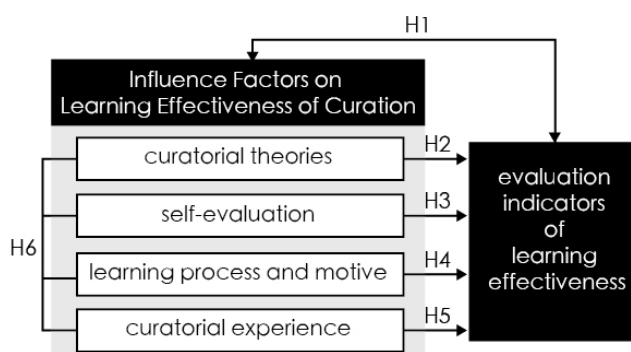 H1
Influence Factors on
Learning Effectiveness of Curation
curatorial theories
H2
self-evaluation
H3
learning process and motive
H4
curatorial experience
H5
H6
evaluation
indicators
of
learning
effectiveness